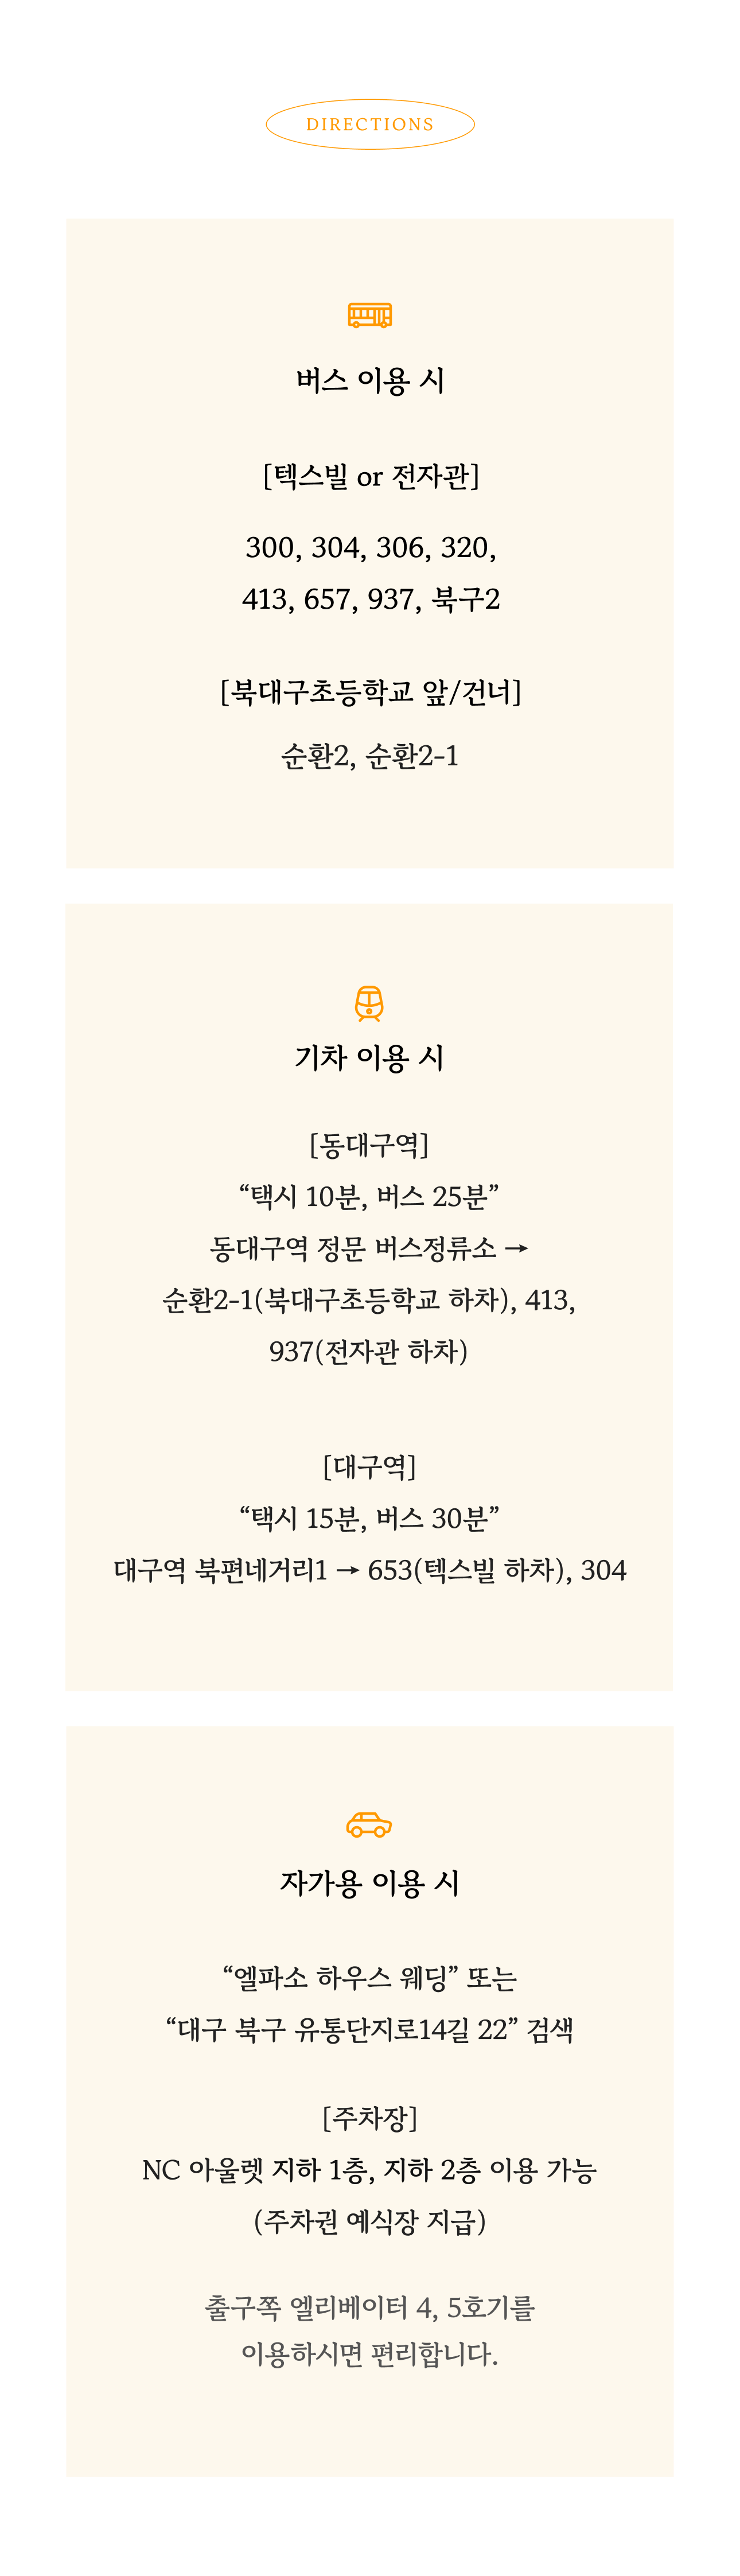 DIRECTIONS
버스 이용 시
[텍스빌 or 전자관]
300, 304, 306, 320,
413, 657, 937, 북구2
[북대구초등학교 앞/건너]
순환2, 순환2-1
기차 이용 시
[동대구역]
“택시 10분, 버스 25분”
동대구역 정문 버스정류소 →
순환2-1(북대구초등학교 하차), 413,
937(전자관 하차)
[대구역]
“택시 15분, 버스 30분”
대구역 북편네거리1 → 653(텍스빌 하차), 304
자가용 이용 시
“엘파소 하우스 웨딩” 또는
“대구 북구 유통단지로14길 22” 검색
[주차장]
NC 아울렛 지하 1층, 지하 2층 이용 가능
(주차권 예식장 지급)
출구쪽 엘리베이터 4, 5호기를
이용하시면 편리합니다.